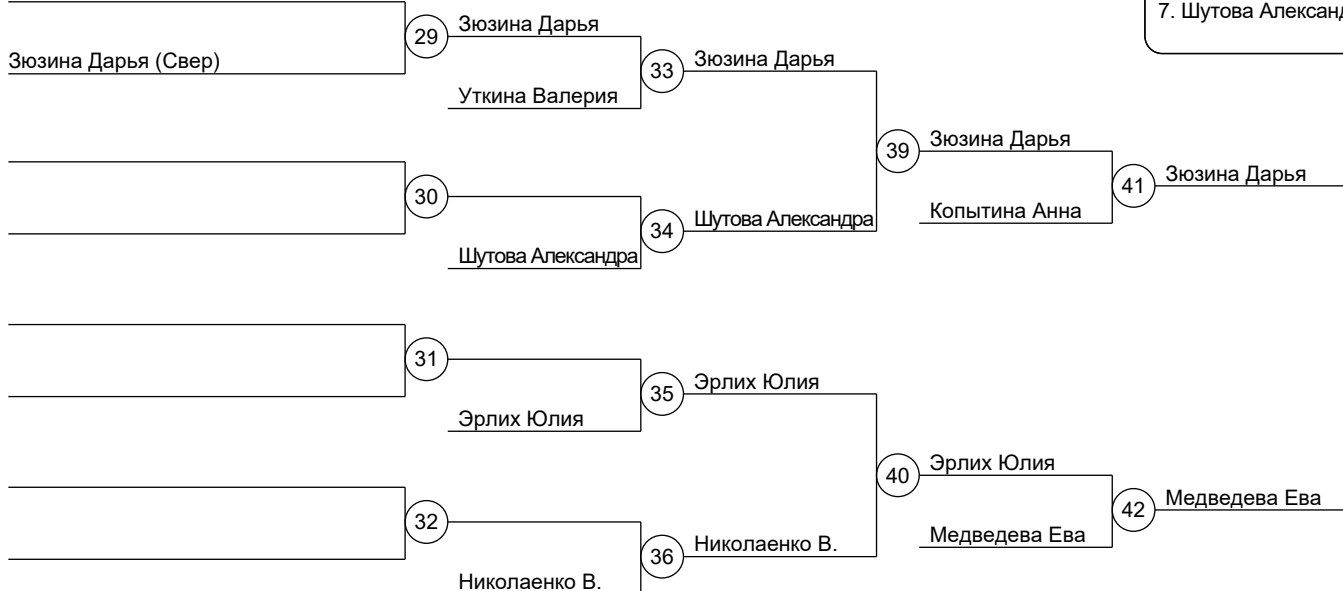 7. Шутова Александ
29
Зюзина Дарья
Зюзина Дарья (Свер)
33
Зюзина Дарья
Уткина Валерия
39
Зюзина Дарья
41
Зюзина Дарья
30
Копытина Анна
34
Шутова Александра
Шутова Александра
31
35
Эрлих Юлия
Эрлих Юлия
40
Эрлих Юлия
42
Медведева Ева
32
Медведева Ева
36
Николаенко В.
Николаенко В.